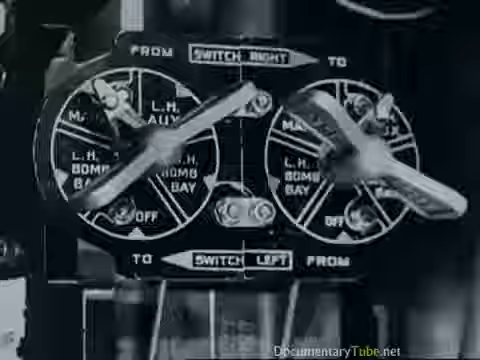 FROM SWITCH RIGHT TO
L.H.
AUX
L.H.
BOMB
BAY
BOMB
BAY
OFF
L.H.
BOMB
BAY
OFF
TO SWITCH LEFT FROM
DocumentaryTube.net